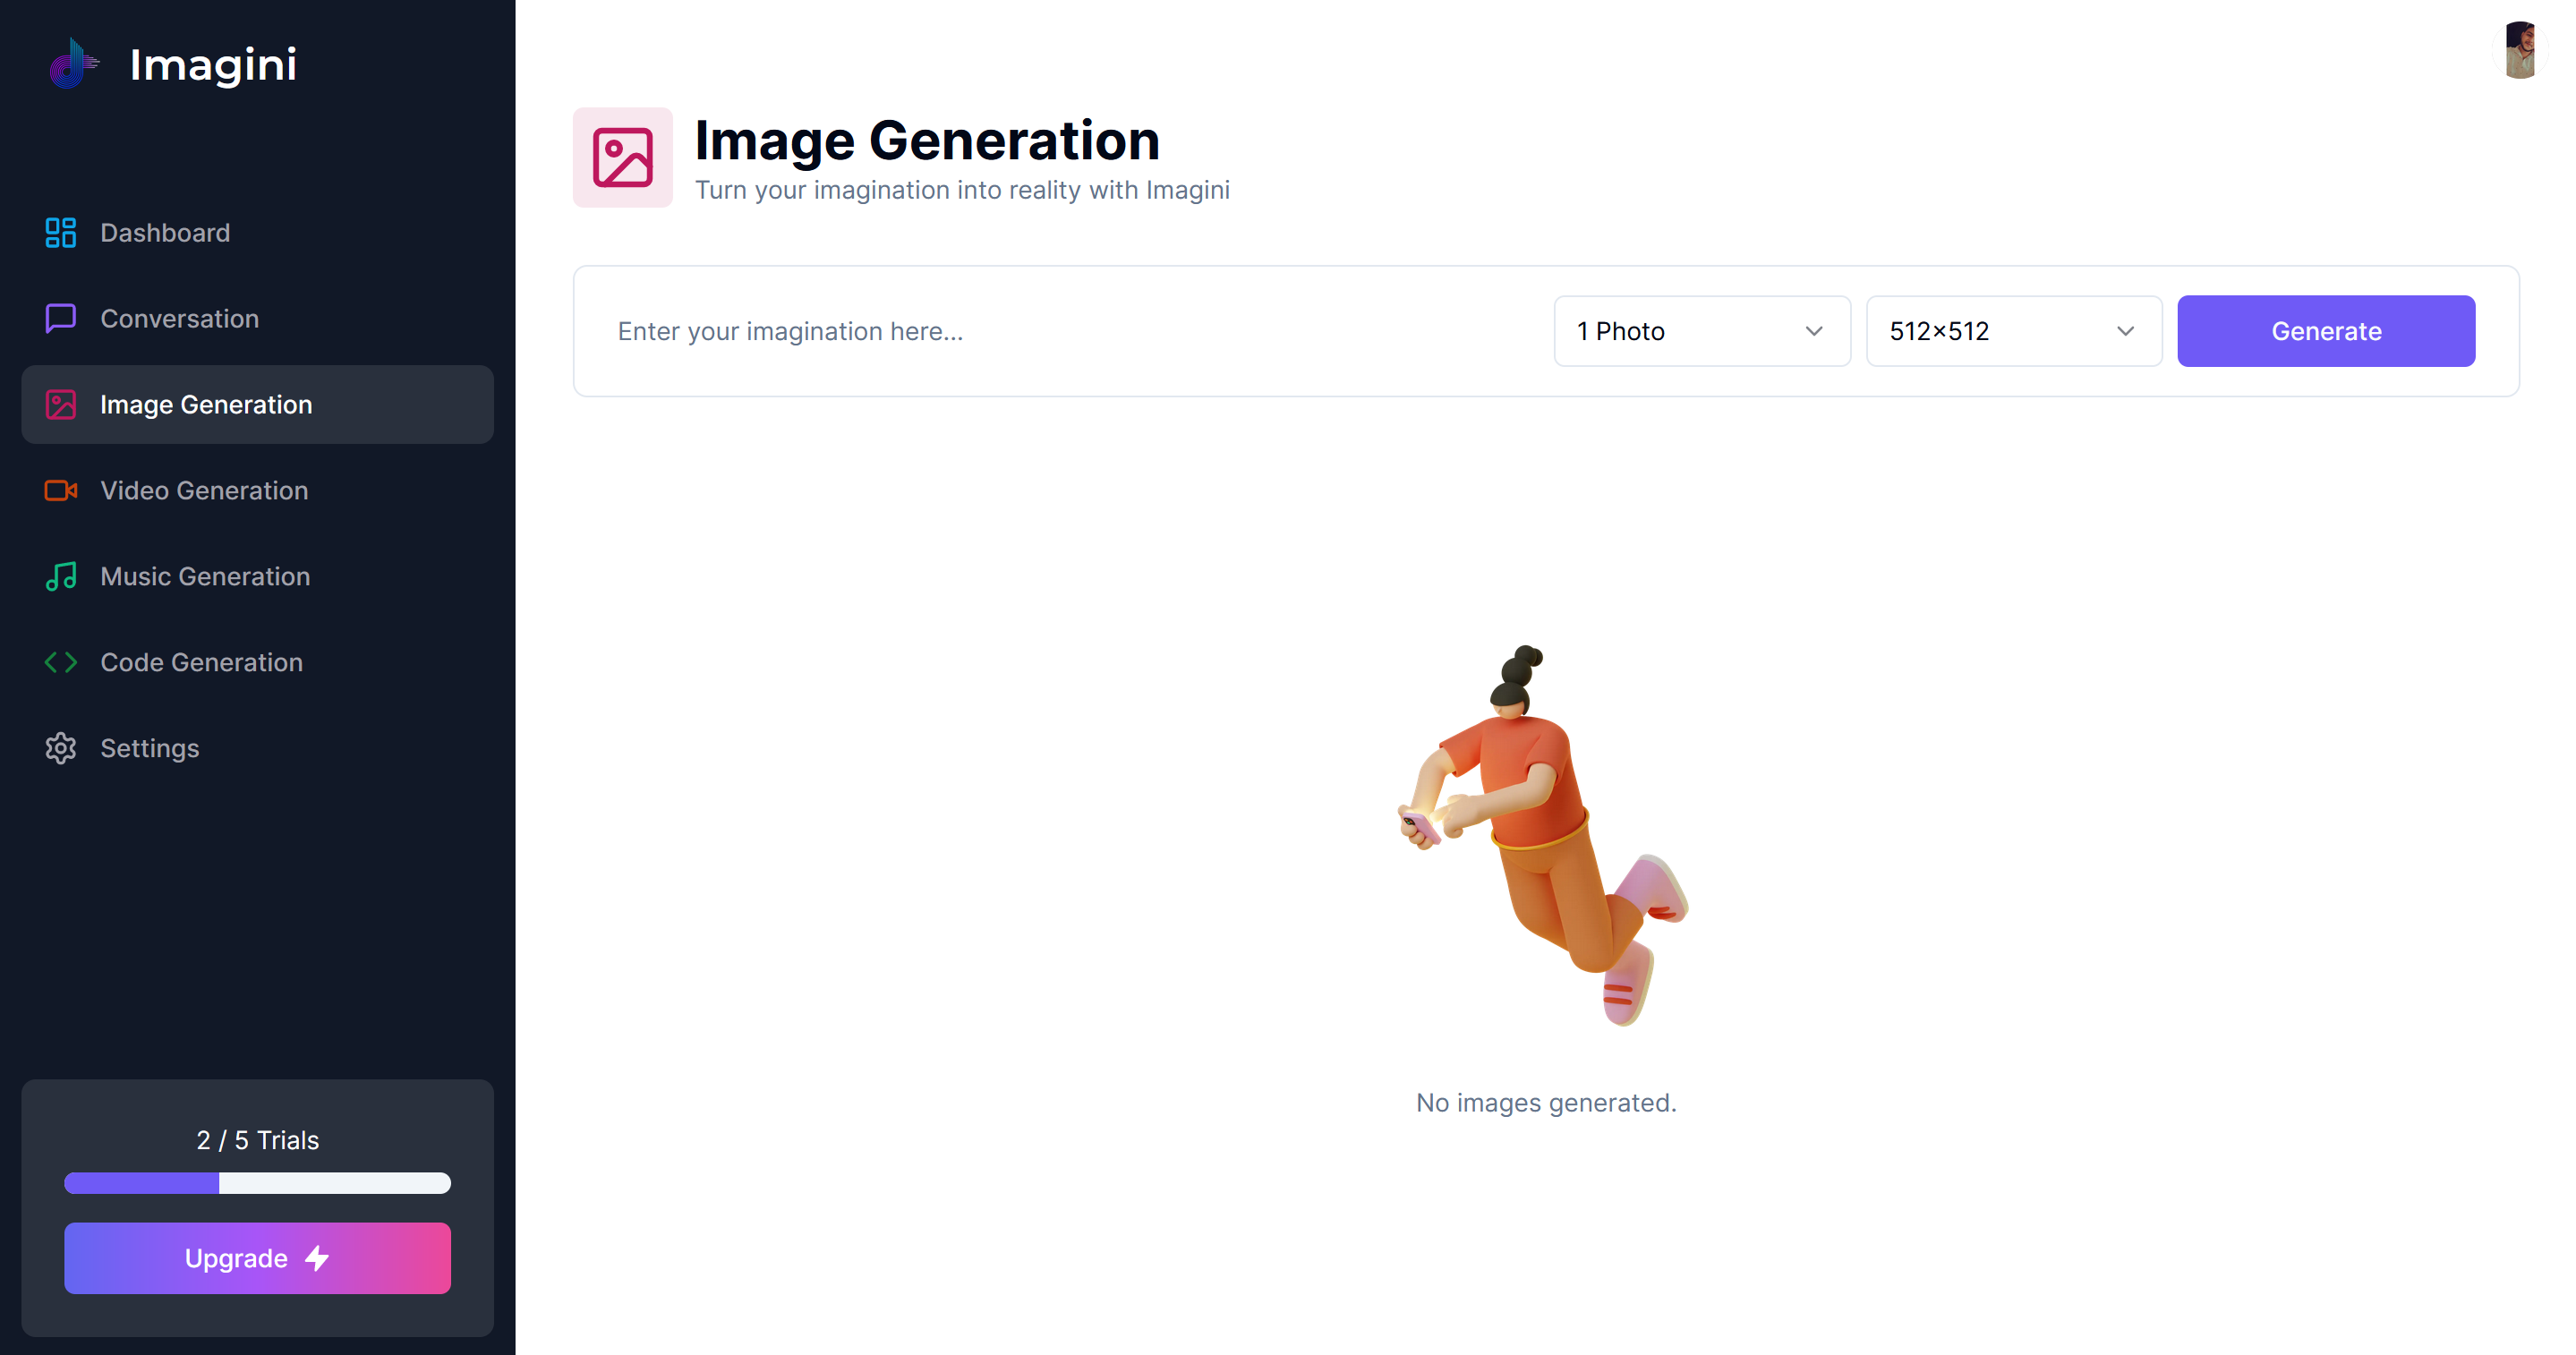 Imagini
Dashboard
Conversation
Image Generation
Video Generation
Music Generation
Code Generation
Settings
2 / 5 Trials
Upgrade
Image Generation
Turn your imagination into reality with Imagini
Enter your imagination here...
1 Photo
512×512
Generate
No images generated.